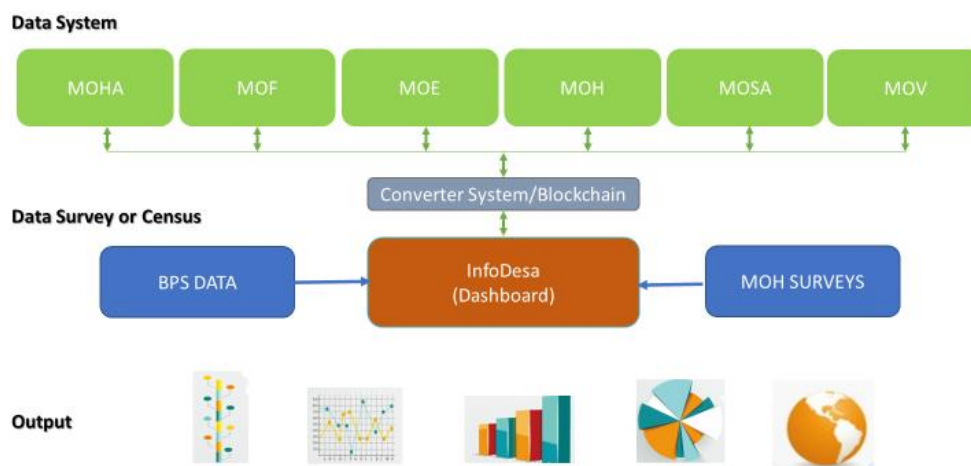 Data System
MOHA
MOF
MOE
MOH
MOSA
MOV
Converter System/Blockchain
Data Survey or Census
BPS DATA
InfoDesa
(Dashboard)
MOH SURVEYS
Output